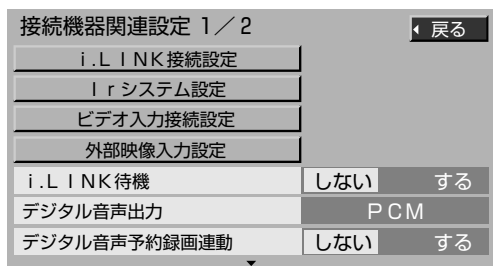 接続機器関連設定 1／2
戻る
i.LINK接続設定
Irシステム設定
ビデオ入力接続設定
外部映像入力設定
i.LINK待機 しない する
デジタル音声出力 PCM
デジタル音声予約録画連動 しない する